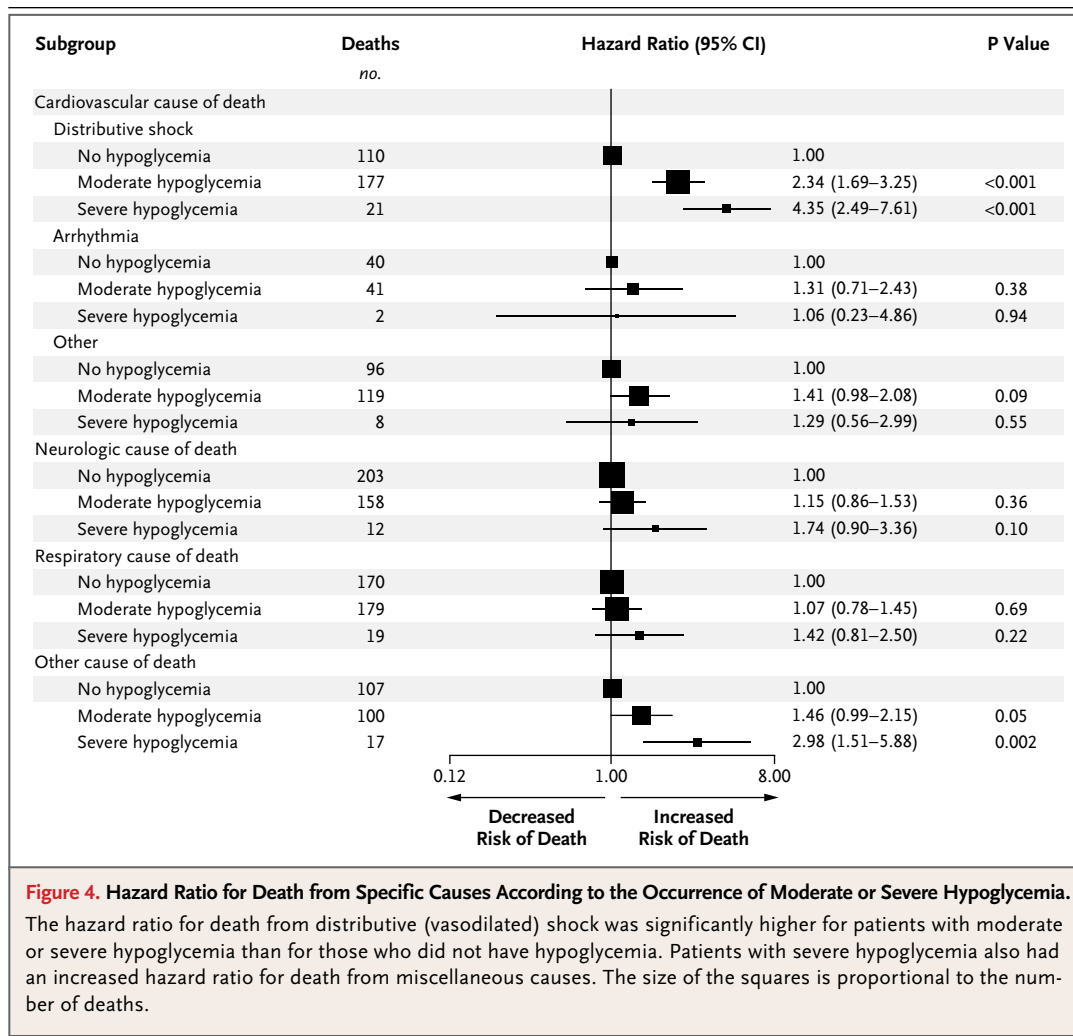 Subgroup Deaths Hazard Ratio (95% CI) P Value
no.
Cardiovascular cause of death
Distributive shock
No hypoglycemia 110 1.00
Moderate hypoglycemia 177 2.34 (1.69–3.25) <0.001
Severe hypoglycemia 21 4.35 (2.49–7.61) <0.001
Arrhythmia
No hypoglycemia 40 1.00
Moderate hypoglycemia 41 1.31 (0.71–2.43) 0.38
Severe hypoglycemia 2 1.06 (0.23–4.86) 0.94
Other
No hypoglycemia 96 1.00
Moderate hypoglycemia 119 1.41 (0.98–2.08) 0.09
Severe hypoglycemia 8 1.29 (0.56–2.99) 0.55
Neurologic cause of death
No hypoglycemia 203 1.00
Moderate hypoglycemia 158 1.15 (0.86–1.53) 0.36
Severe hypoglycemia 12 1.74 (0.90–3.36) 0.10
Respiratory cause of death
No hypoglycemia 170 1.00
Moderate hypoglycemia 179 1.07 (0.78–1.45) 0.69
Severe hypoglycemia 19 1.42 (0.81–2.50) 0.22
Other cause of death
No hypoglycemia 107 1.00
Moderate hypoglycemia 100 1.46 (0.99–2.15) 0.05
Severe hypoglycemia 17 2.98 (1.51–5.88) 0.002
0.12 1.00 8.00
Decreased Increased
Risk of Death Risk of Death
Figure 4. Hazard Ratio for Death from Specific Causes According to the Occurrence of Moderate or Severe Hypoglycemia.
The hazard ratio for death from distributive (vasodilated) shock was significantly higher for patients with moderate
or severe hypoglycemia than for those who did not have hypoglycemia. Patients with severe hypoglycemia also had
an increased hazard ratio for death from miscellaneous causes. The size of the squares is proportional to the num-
ber of deaths.